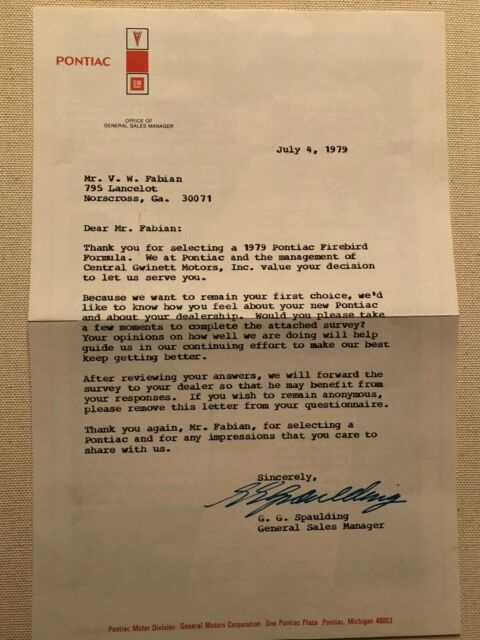 PONTIAC
GM
OFFICE OF
GENERAL SALES MANAGER
July 4, 1979
Mr. V. W. Fabian
795 Lancelot
Norscross, Ga. 30071
Dear Mr. Fabian:
Thank you for selecting a 1979 Pontiac Firebird
Formula. We at Pontiac and the management of
Central Gwinett Motors, Inc. value your decision
to let us serve you.
Because we want to remain your first choice, we'd
like to know how you feel about your new Pontiac
and about your dealership. Would you please take
a few moments to complete the attached survey?
Your opinions on how well we are doing will help
guide us in our continuing effort to make our best
keep getting better.
After reviewing your answers, we will forward the
survey to your dealer so that he may benefit from
your responses. If you wish to remain anonymous,
please remove this letter from your questionnaire.
Thank you again, Mr. Fabian, for selecting a
Pontiac and for any impressions that you care to
share with us.
Sincerely,
G G Spaulding
G. G. Spaulding
General Sales Manager
Pontiac Motor Division General Motors Corporation One Pontiac Plaza Pontiac, Michigan 48053